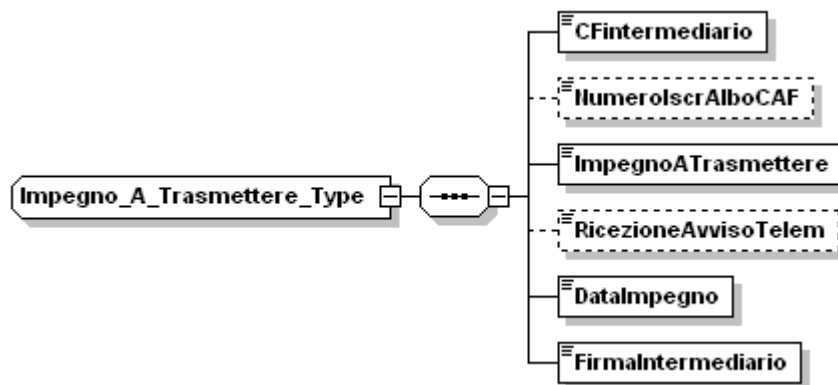 CFintermediario
NumeroIscrAlboCAF
ImpegnoATrasmettere
Impegno_A_Trasmettere_Type
RicezioneAvvisoTelem
DataImpegno
FirmaIntermediario